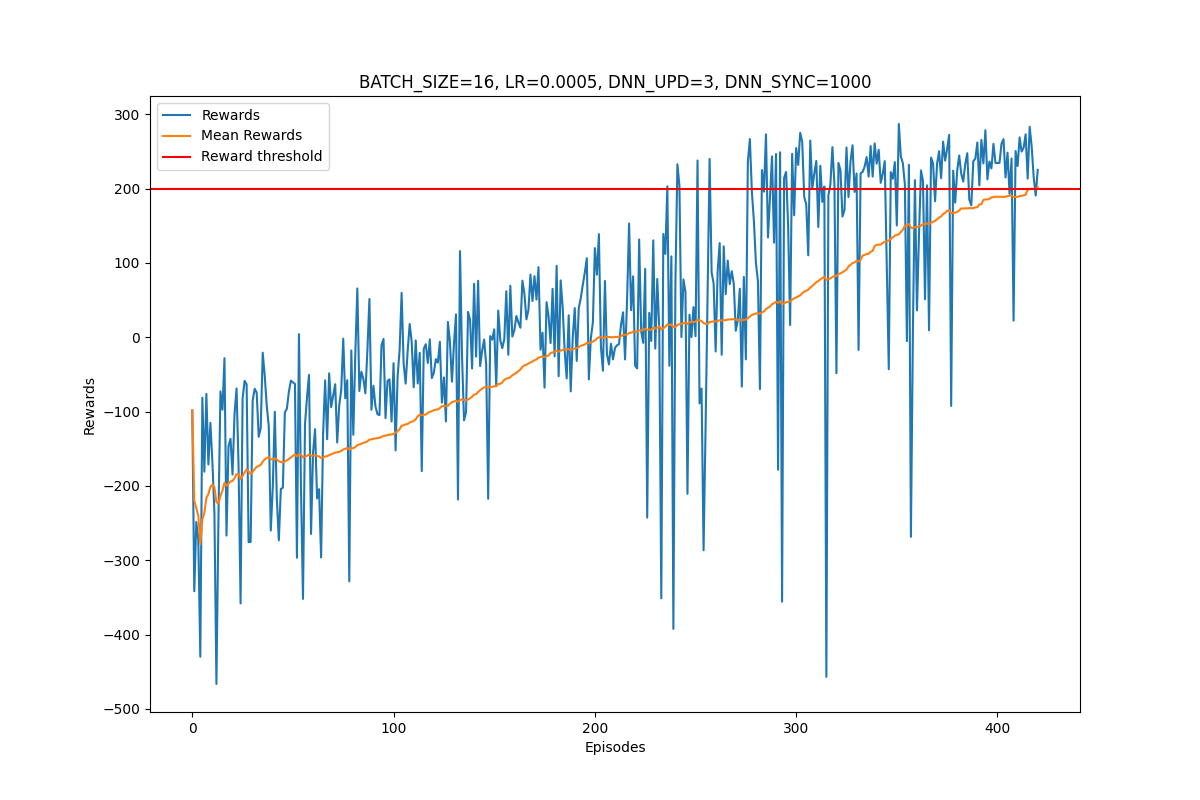 BATCH_SIZE=16, LR=0.0005, DNN_UPD=3, DNN_SYNC=1000
Rewards
Mean Rewards
Reward threshold
300
200
100
0
−100
−200
−300
−400
−500
Rewards
0 100 200 300 400
Episodes